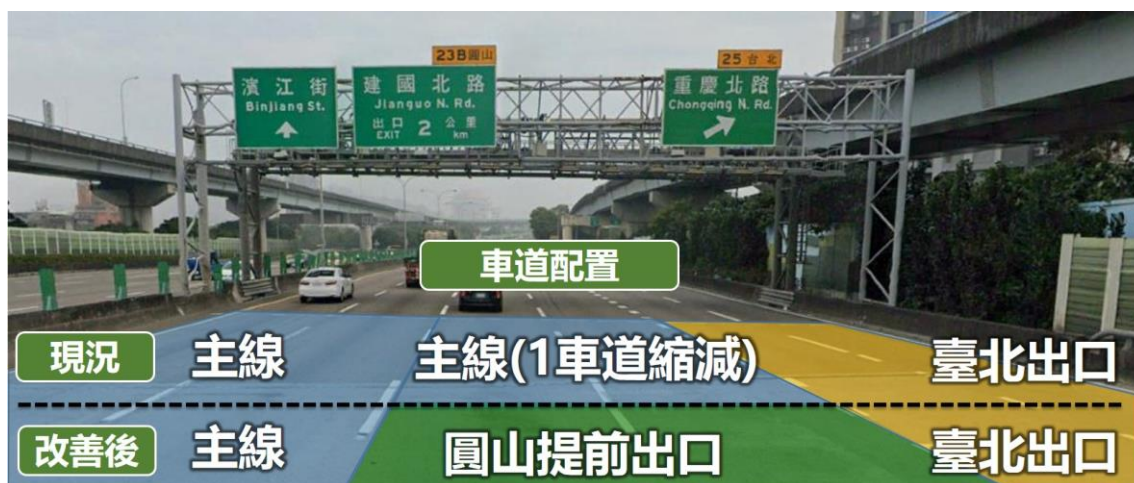 23B圓山
25 台北
濱江街
Binjiang St.
建國北路
Jianguo N. Rd.
出口 2 公里
EXIT km
重慶北路
Chongqing N. Rd.
車道配置
現況 主線 主線(1車道縮減) 臺北出口
改善後 主線 圓山提前出口 臺北出口